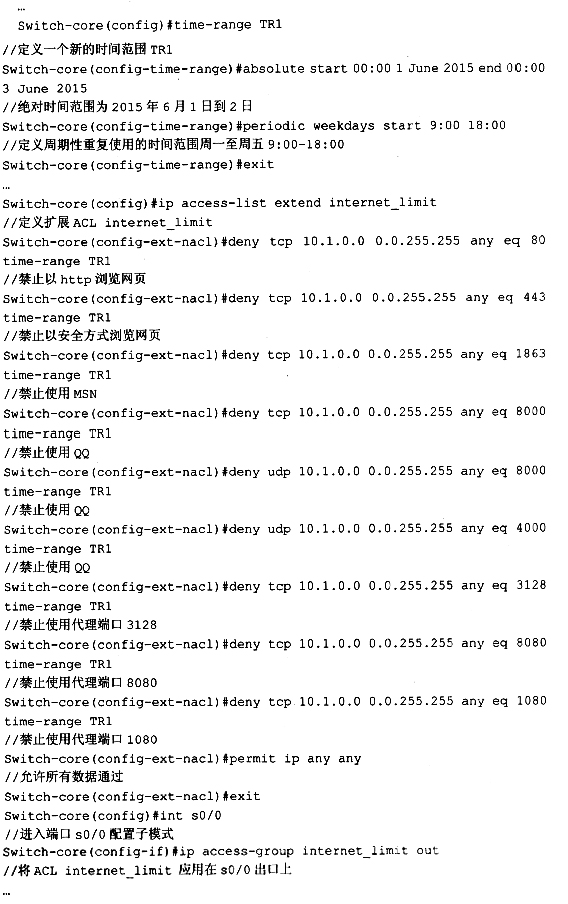 …
Switch-core(config)#time-range TR1
//定义一个新的时间范围 TR1
Switch-core(config-time-range)#absolute start 00:00 1 June 2015 end 00:00
3 June 2015
//绝对时间范围为 2015 年 6 月 1 日到 2 日
Switch-core(config-time-range)#periodic weekdays start 9:00 18:00
//定义周期性重复使用的时间范围周一至周五 9:00-18:00
Switch-core(config-time-range)#exit
…
Switch-core(config)#ip access-list extend internet_limit
//定义扩展 ACL internet_limit
Switch-core(config-ext-nacl)#deny tcp 10.1.0.0 0.0.255.255 any eq 80
time-range TR1
//禁止以 http 浏览网页
Switch-core(config-ext-nacl)#deny tcp 10.1.0.0 0.0.255.255 any eq 443
time-range TR1
//禁止以安全方式浏览网页
Switch-core(config-ext-nacl)#deny tcp 10.1.0.0 0.0.255.255 any eq 1863
time-range TR1
//禁止使用 MSN
Switch-core(config-ext-nacl)#deny tcp 10.1.0.0 0.0.255.255 any eq 8000
time-range TR1
//禁止使用 QQ
Switch-core(config-ext-nacl)#deny udp 10.1.0.0 0.0.255.255 any eq 8000
time-range TR1
//禁止使用 QQ
Switch-core(config-ext-nacl)#deny udp 10.1.0.0 0.0.255.255 any eq 4000
time-range TR1
//禁止使用 QQ
Switch-core(config-ext-nacl)#deny tcp 10.1.0.0 0.0.255.255 any eq 3128
time-range TR1
//禁止使用代理端口 3128
Switch-core(config-ext-nacl)#deny tcp 10.1.0.0 0.0.255.255 any eq 8080
time-range TR1
//禁止使用代理端口 8080
Switch-core(config-ext-nacl)#deny tcp 10.1.0.0 0.0.255.255 any eq 1080
time-range TR1
//禁止使用代理端口 1080
Switch-core(config-ext-nacl)#permit ip any any
//允许所有数据通过
Switch-core(config-ext-nacl)#exit
Switch-core(config)#int s0/0
//进入端口 s0/0 配置子模式
Switch-core(config-if)#ip access-group internet_limit out
//将 ACL internet_limit 应用在 s0/0 出口上
…